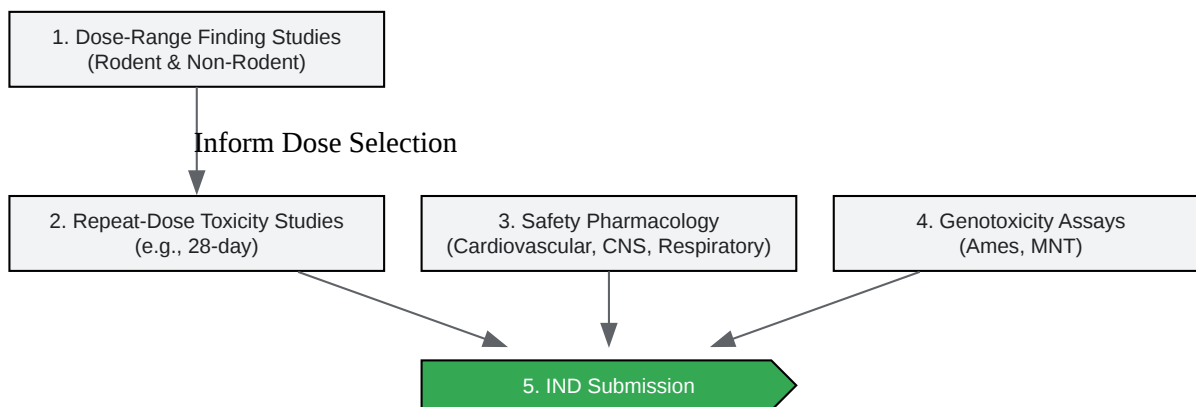 1. Dose-Range Finding Studies
(Rodent & Non-Rodent)
Inform Dose Selection
2. Repeat-Dose Toxicity Studies
(e.g., 28-day)
3. Safety Pharmacology
(Cardiovascular, CNS, Respiratory)
4. Genotoxicity Assays
(Ames, MNT)
5. IND Submission